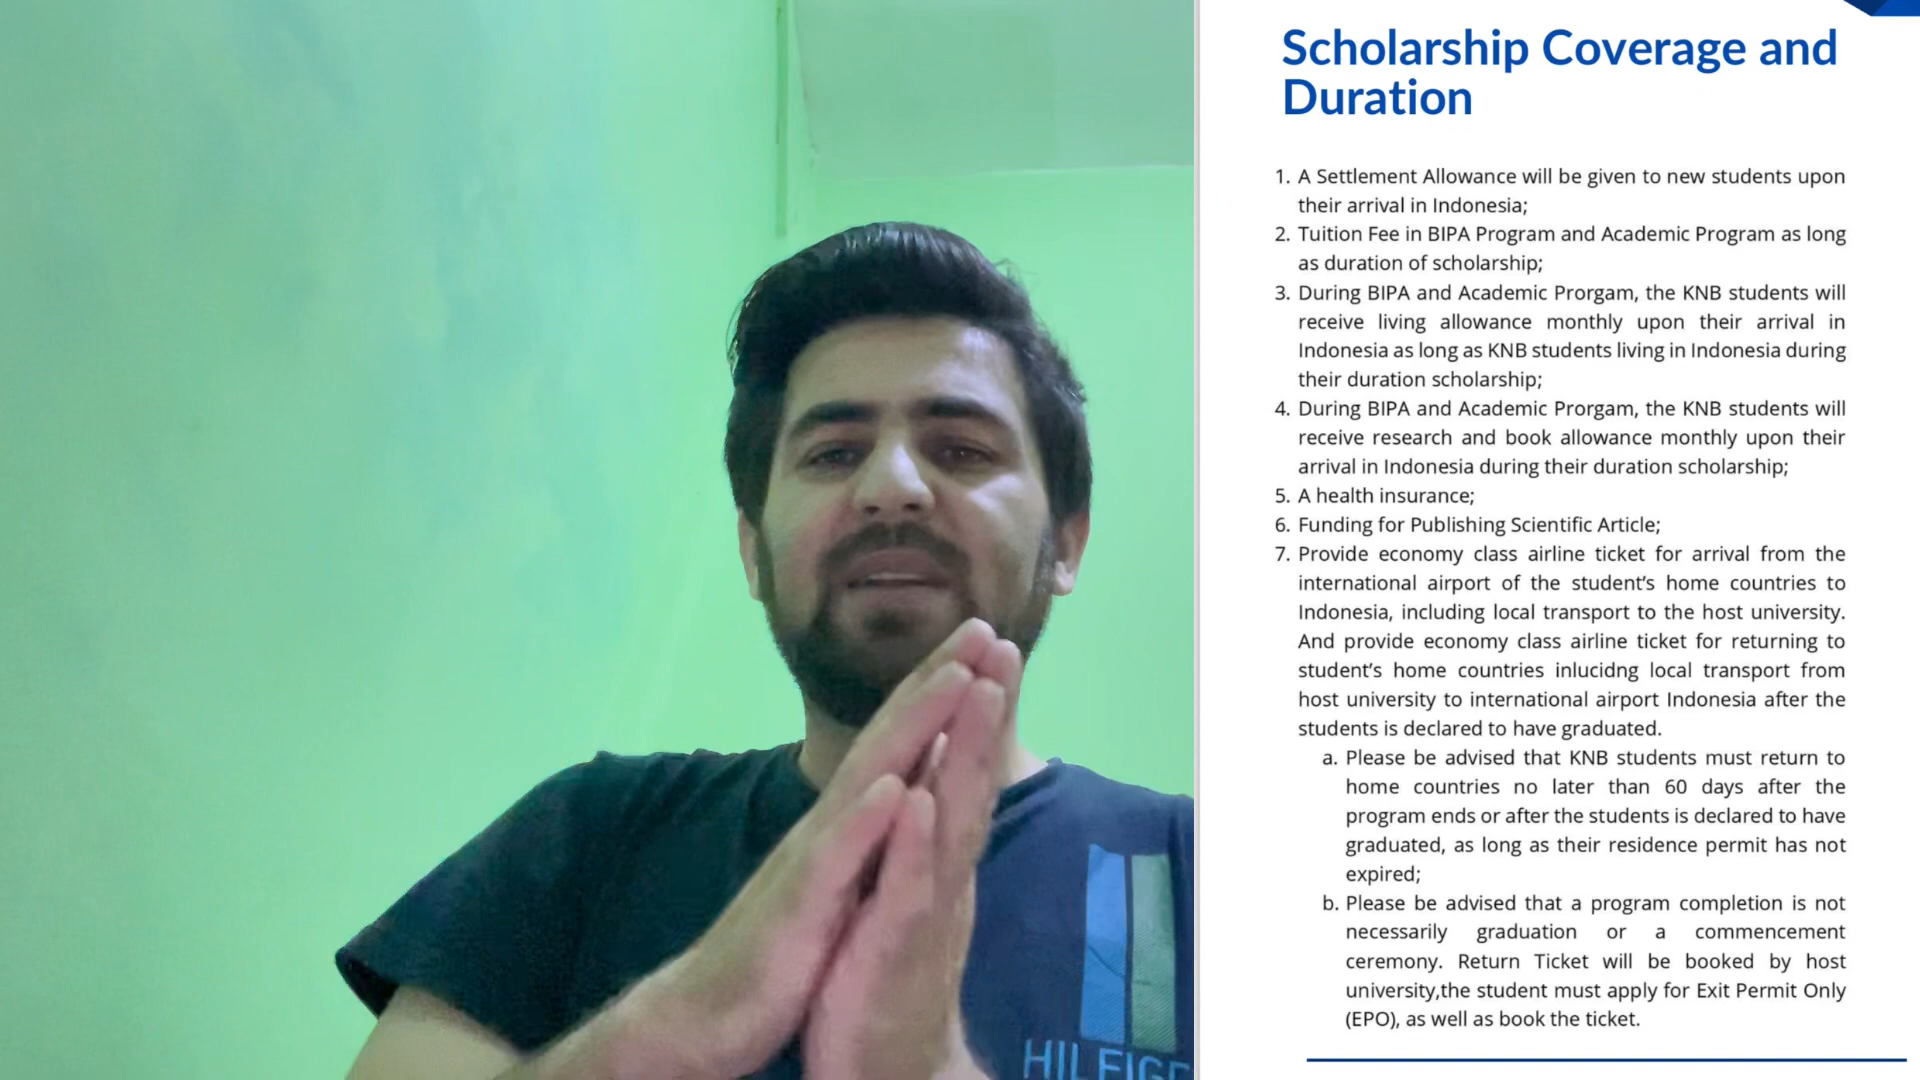 Scholarship Coverage and
Duration
1. A Settlement Allowance will be given to new students upon
their arrival in Indonesia;
2. Tuition Fee in BIPA Program and Academic Program as long
as duration of scholarship;
3. During BIPA and Academic Prorgam, the KNB students will
receive living allowance monthly upon their arrival in
Indonesia as long as KNB students living in Indonesia during
their duration scholarship;
4. During BIPA and Academic Prorgam, the KNB students will
receive research and book allowance monthly upon their
arrival in Indonesia during their duration scholarship;
5. A health insurance;
6. Funding for Publishing Scientific Article;
7. Provide economy class airline ticket for arrival from the
international airport of the student's home countries to
Indonesia, including local transport to the host university.
And provide economy class airline ticket for returning to
student's home countries inlucidng local transport from
host university to international airport Indonesia after the
students is declared to have graduated.
a. Please be advised that KNB students must return to
home countries no later than 60 days after the
program ends or after the students is declared to have
graduated, as long as their residence permit has not
expired;
b. Please be advised that a program completion is not
necessarily graduation or a commencement
ceremony. Return Ticket will be booked by host
university,the student must apply for Exit Permit Only
(EPO), as well as book the ticket.